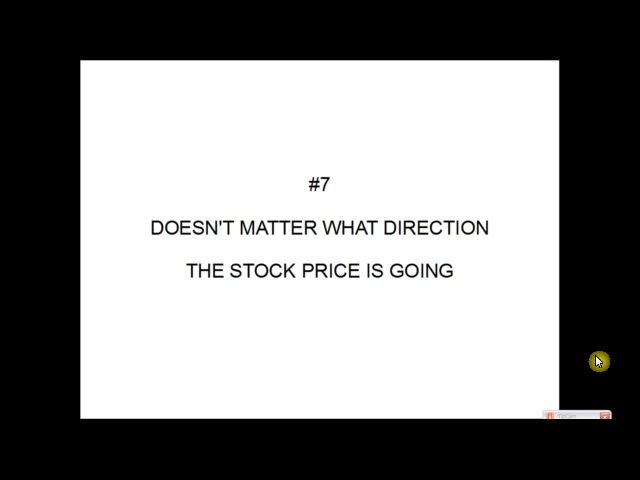 #7
DOESN'T MATTER WHAT DIRECTION
THE STOCK PRICE IS GOING